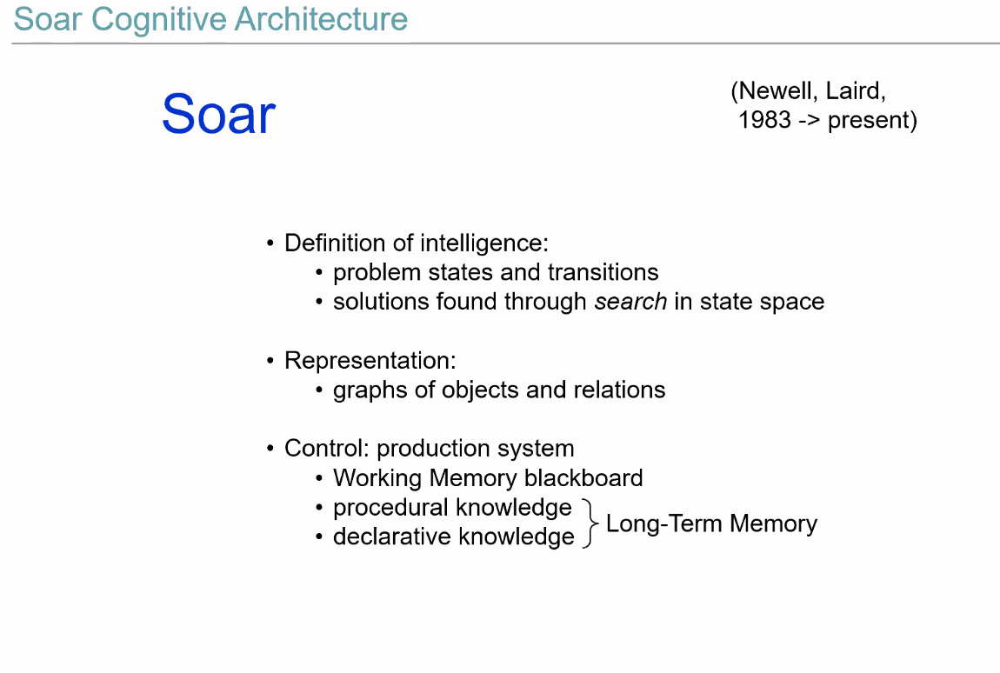 Soar Cognitive Architecture
Soar
(Newell, Laird,
1983 -> present)
• Definition of intelligence:
• problem states and transitions
• solutions found through search in state space
• Representation:
• graphs of objects and relations
• Control: production system
• Working Memory blackboard
• procedural knowledge
• declarative knowledge
Long-Term Memory